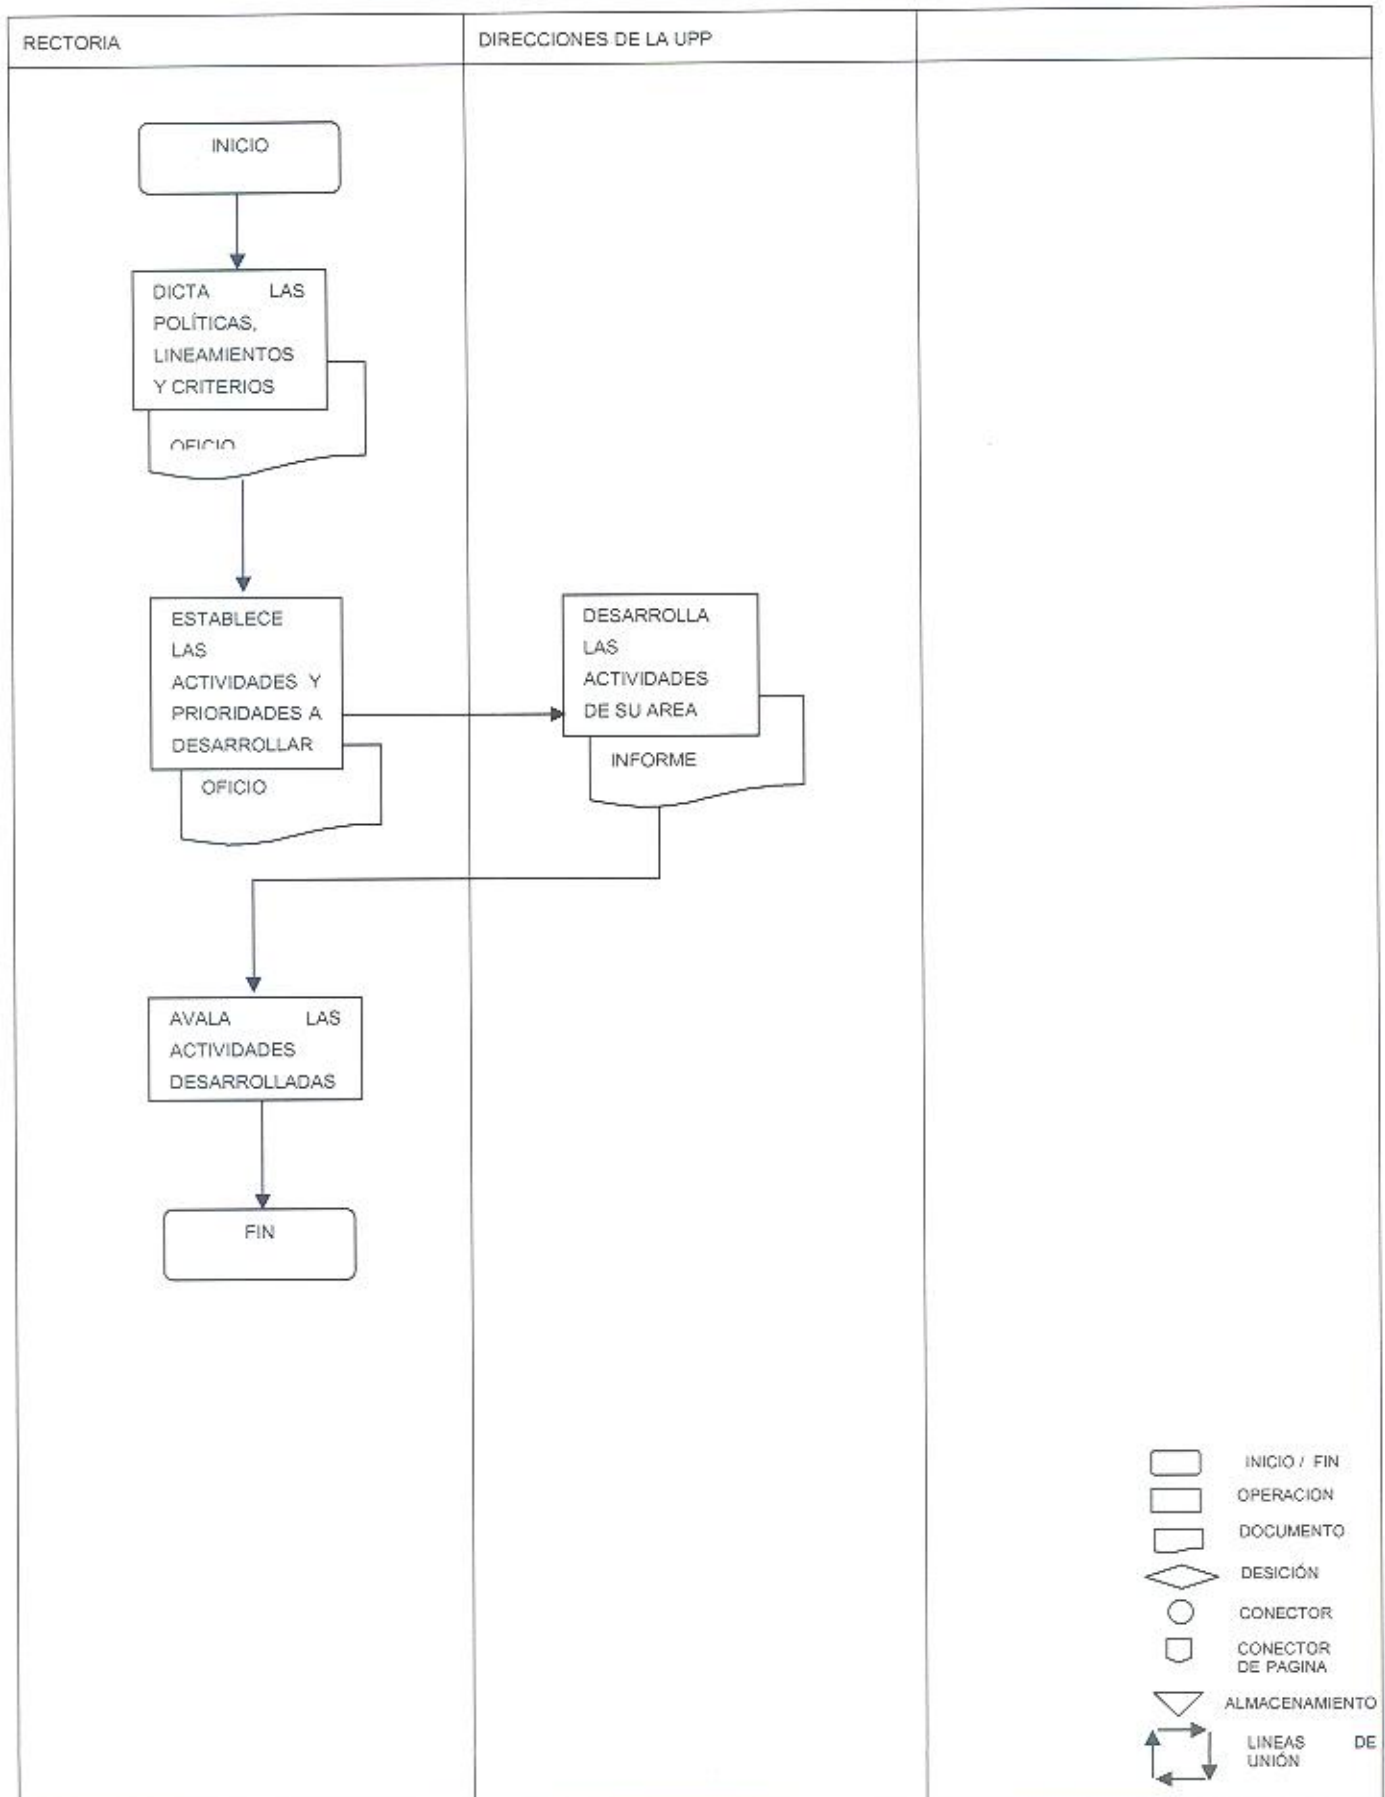 RECTORIA
DIRECCIONES DE LA UPP
INICIO
DICTA LAS
POLÍTICAS,
LINEAMIENTOS
Y CRITERIOS
OFICIO
ESTABLECE
LAS
ACTIVIDADES Y
PRIORIDADES A
DESARROLLAR
OFICIO
DESARROLLA
LAS
ACTIVIDADES
DE SU AREA
INFORME
AVALA LAS
ACTIVIDADES
DESARROLLADAS
FIN
INICIO / FIN
OPERACION
DOCUMENTO
DESICIÓN
CONECTOR
CONECTOR
DE PAGINA
ALMACENAMIENTO
LINEAS DE
UNIÓN